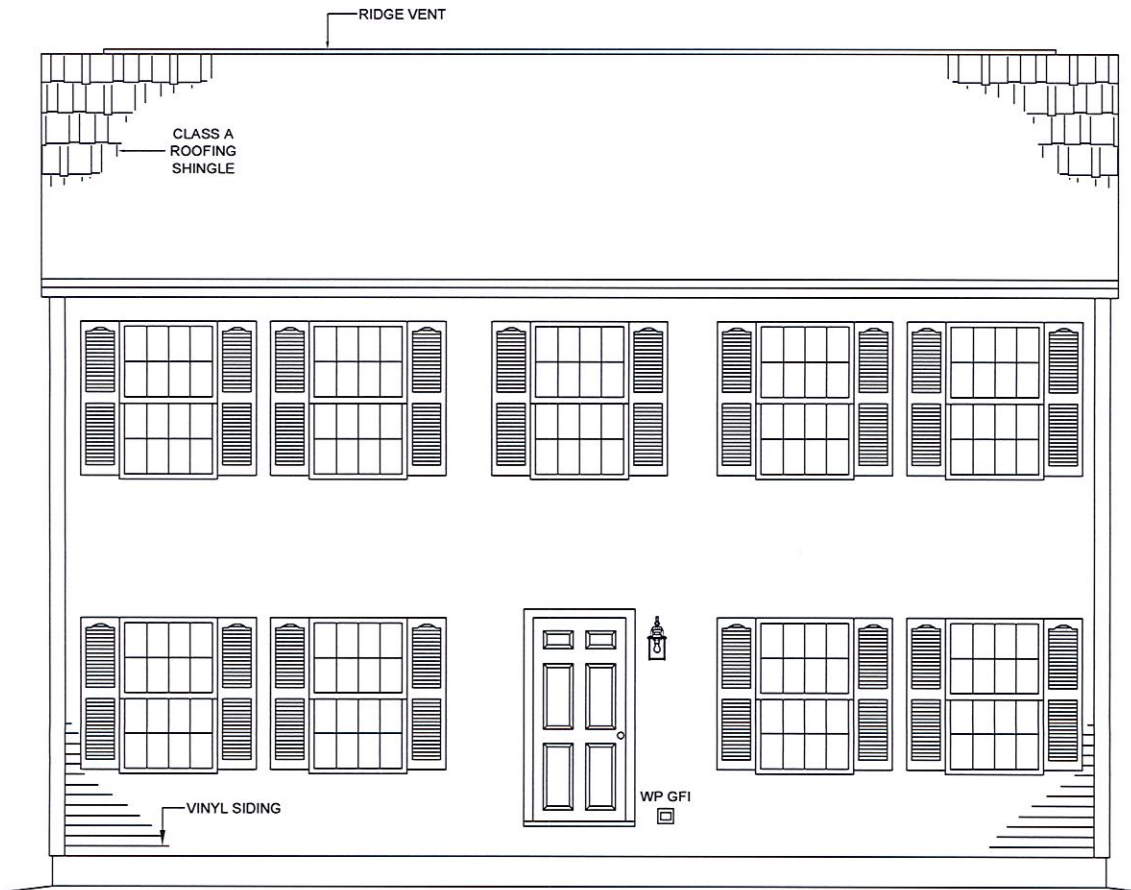 RIDGE VENT
CLASS A
ROOFING
SHINGLE
WP GFI
VINYL SIDING